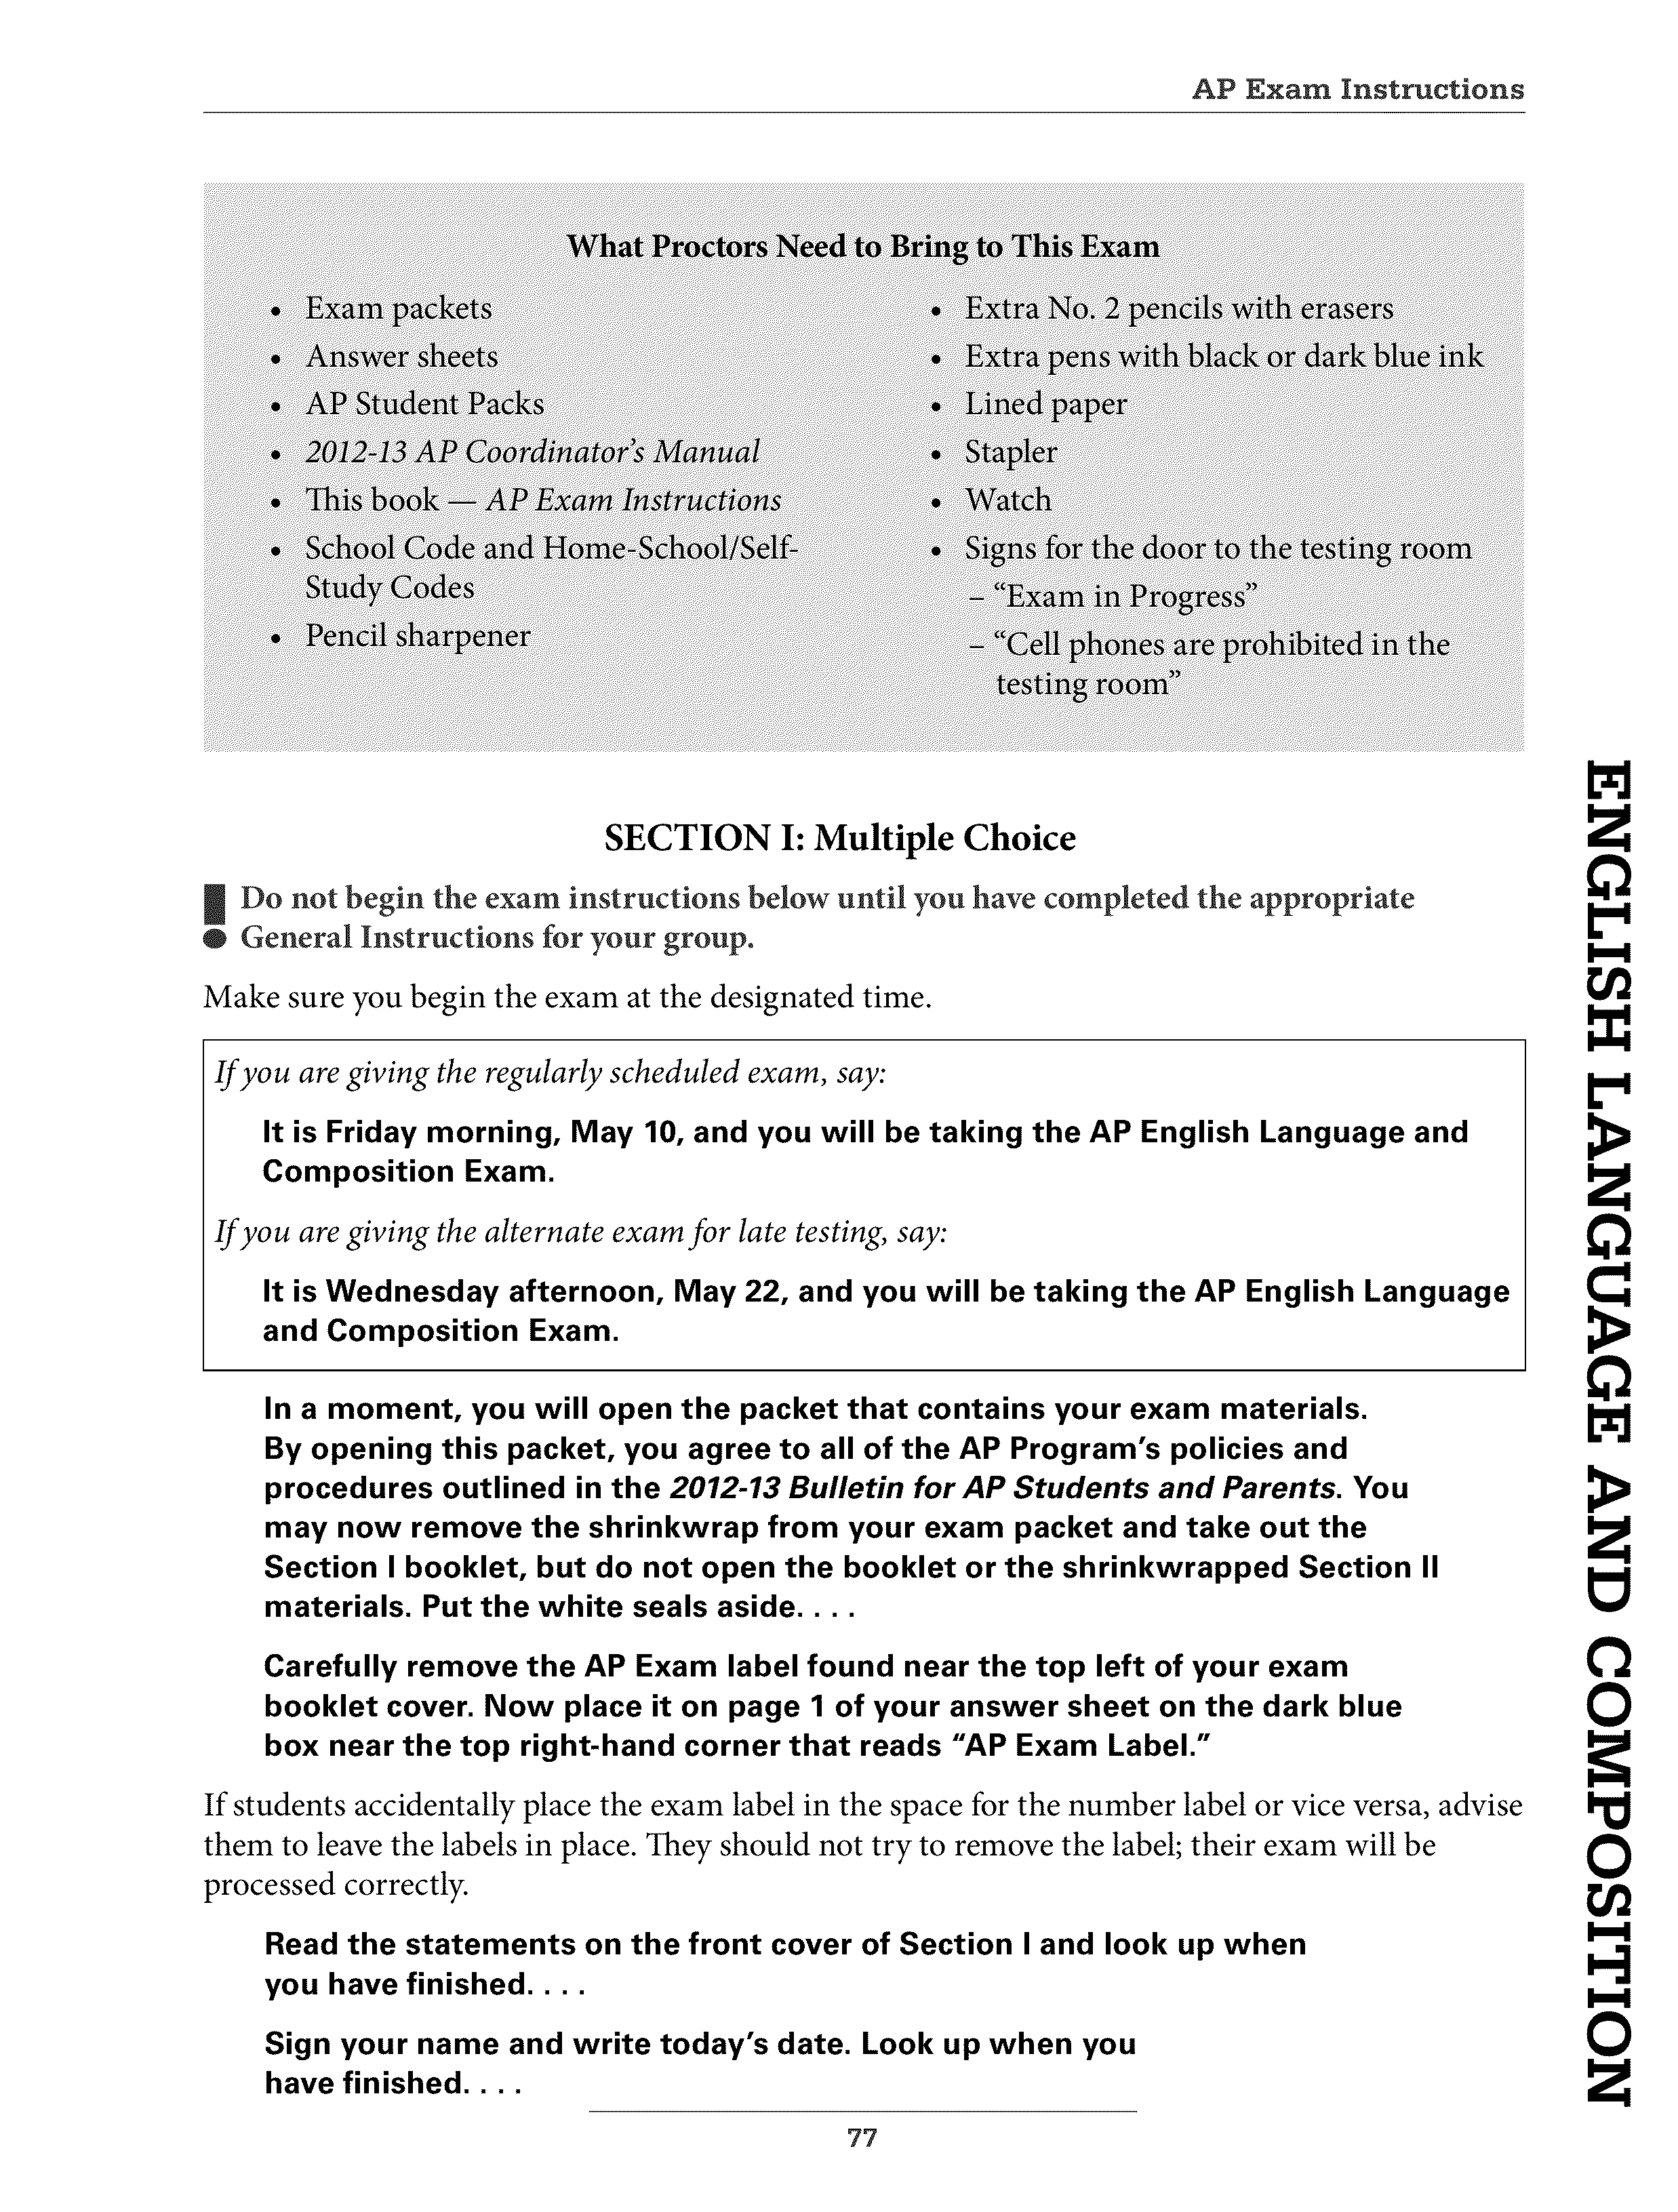 AP Exam Instructions
What Proctors Need to Bring to This Exam
• Exam packets
• Answer sheets
• AP Student Packs
• 2012-13 AP Coordinator’s Manual
• This book — AP Exam Instructions
• School Code and Home-School/Self-
Study Codes
• Pencil sharpener
• Extra No. 2 pencils with erasers
• Extra pens with black or dark blue ink
• Lined paper
• Stapler
• Watch
• Signs for the door to the testing room
– “Exam in Progress”
– “Cell phones are prohibited in the
testing room”
SECTION I: Multiple Choice
Do not begin the exam instructions below until you have completed the appropriate
General Instructions for your group.
Make sure you begin the exam at the designated time.
If you are giving the regularly scheduled exam, say:
It is Friday morning, May 10, and you will be taking the AP English Language and
Composition Exam.
If you are giving the alternate exam for late testing, say:
It is Wednesday afternoon, May 22, and you will be taking the AP English Language
and Composition Exam.
In a moment, you will open the packet that contains your exam materials.
By opening this packet, you agree to all of the AP Program’s policies and
procedures outlined in the 2012-13 Bulletin for AP Students and Parents. You
may now remove the shrinkwrap from your exam packet and take out the
Section I booklet, but do not open the booklet or the shrinkwrapped Section II
materials. Put the white seals aside. . . .
Carefully remove the AP Exam label found near the top left of your exam
booklet cover. Now place it on page 1 of your answer sheet on the dark blue
box near the top right-hand corner that reads “AP Exam Label.”
If students accidentally place the exam label in the space for the number label or vice versa, advise
them to leave the labels in place. They should not try to remove the label; their exam will be
processed correctly.
Read the statements on the front cover of Section I and look up when
you have finished. . . .
Sign your name and write today’s date. Look up when you
have finished. . . .
77
ENGLISH LANGUAGE AND COMPOSITION